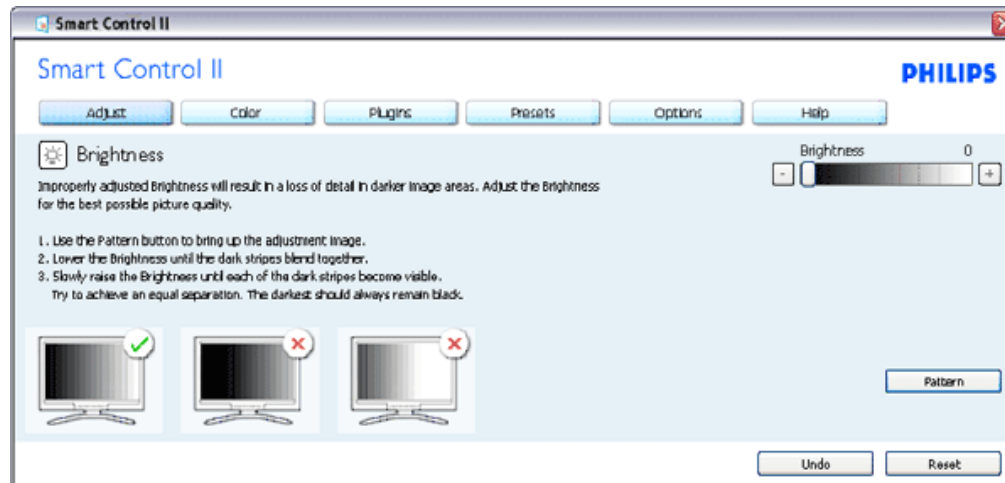 Smart Control II
Smart Control II
PHILIPS
Adjust Color Plugins Presets Options Help
Brightness
Brightness 0
- +
Improperly adjusted Brightness will result in a loss of detail in darker image areas. Adjust the Brightness
for the best possible picture quality.
1. Use the Pattern button to bring up the adjustment image.
2. Lower the Brightness until the dark stripes blend together.
3. Slowly raise the Brightness until each of the dark stripes become visible.
Try to achieve an equal separation. The darkest should always remain black.
Pattern
Undo Reset